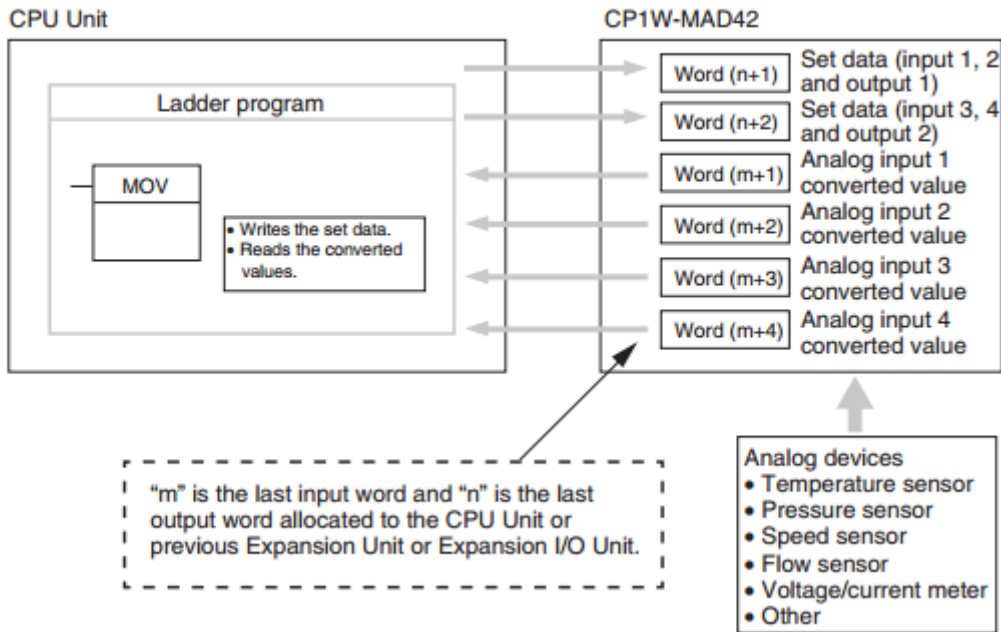 CPU Unit
Ladder program
MOV
• Writes the set data.
• Reads the converted
values.
CP1W-MAD42
Word (n+1)
Set data (input 1, 2
and output 1)
Word (n+2)
Set data (input 3, 4
and output 2)
Word (m+1)
Analog input 1
converted value
Word (m+2)
Analog input 2
converted value
Word (m+3)
Analog input 3
converted value
Word (m+4)
Analog input 4
converted value
“m” is the last input word and “n” is the last
output word allocated to the CPU Unit or
previous Expansion Unit or Expansion I/O Unit.
Analog devices
• Temperature sensor
• Pressure sensor
• Speed sensor
• Flow sensor
• Voltage/current meter
• Other